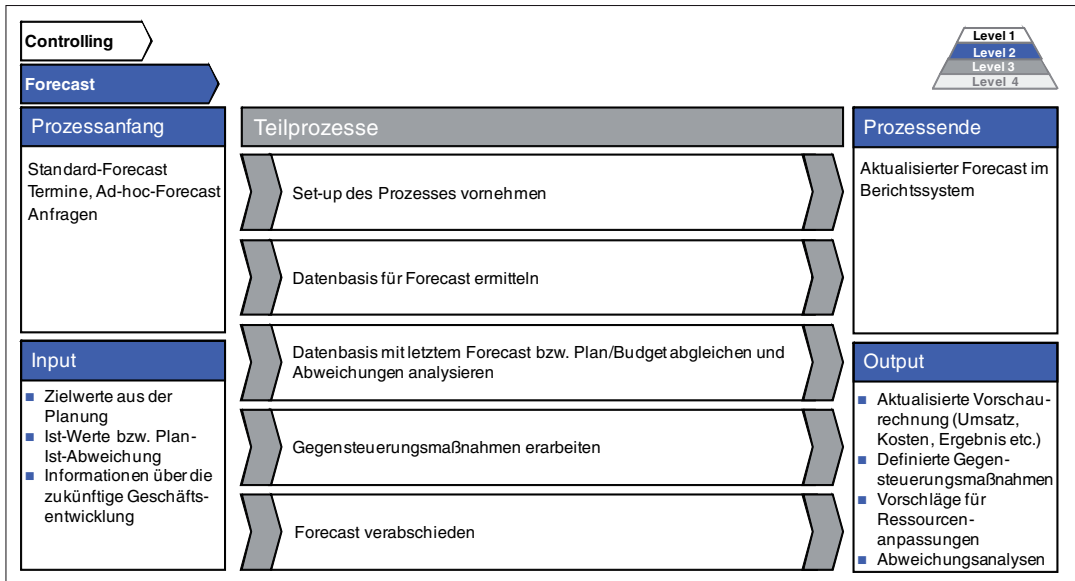 Controlling
Forecast
Level 1
Level 2
Level 3
Level 4
Prozessanfang
Standard-Forecast
Termine, Ad-hoc-Forecast
Anfragen
Input
Zielwerte aus der
Planung
Ist-Werte bzw. Plan-
Ist-Abweichung
Informationen über die
zukünftige Geschäfts-
entwicklung
Teilprozesse
Set-up des Prozesses vornehmen
Datenbasis für Forecast ermitteln
Datenbasis mit letztem Forecast bzw. Plan/Budget abgleichen und
Abweichungen analysieren
Gegensteuerungsmaßnahmen erarbeiten
Forecast verabschieden
Prozessende
Aktualisierter Forecast im
Berichtssystem
Output
Aktualisierte Vorschau-
rechnung (Umsatz,
Kosten, Ergebnis etc.)
Definierte Gegen-
steuerungsmaßnahmen
Vorschläge für
Ressourcen-
anpassungen
Abweichungsanalysen